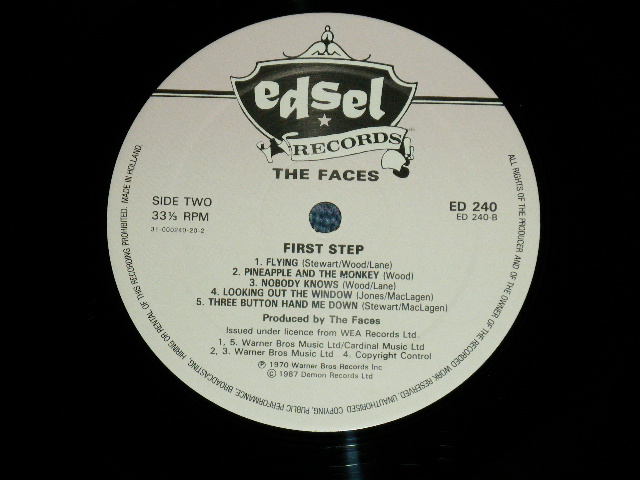 edsel
RECORDS
THE FACES
SIDE TWO
33⅓ RPM
31-000240-20-2
ED 240
ED 240-B
FIRST STEP
1. FLYING (Stewart/Wood/Lane)
2. PINEAPPLE AND THE MONKEY (Wood)
3. NOBODY KNOWS (Wood/Lane)
4. LOOKING OUT THE WINDOW (Jones/MacLagen)
5. THREE BUTTON HAND ME DOWN (Stewart/MacLagen)
Produced by The Faces
Issued under licence from WEA Records Ltd
1, 5. Warner Bros Music Ltd/Cardinal Music Ltd
2, 3. Warner Bros Music Ltd 4. Copyright Control
℗ 1970 Warner Bros Records Inc
© 1987 Demon Records Ltd
ALL RIGHTS OF THE PRODUCER AND OF THE OWNER OF THE RECORDED WORK RESERVED. UNAUTHORISED COPYING, PUBLIC PERFORMANCE, BROADCASTING, HIRING OR RENTAL OF THIS RECORDING PROHIBITED. MADE IN HOLLAND.